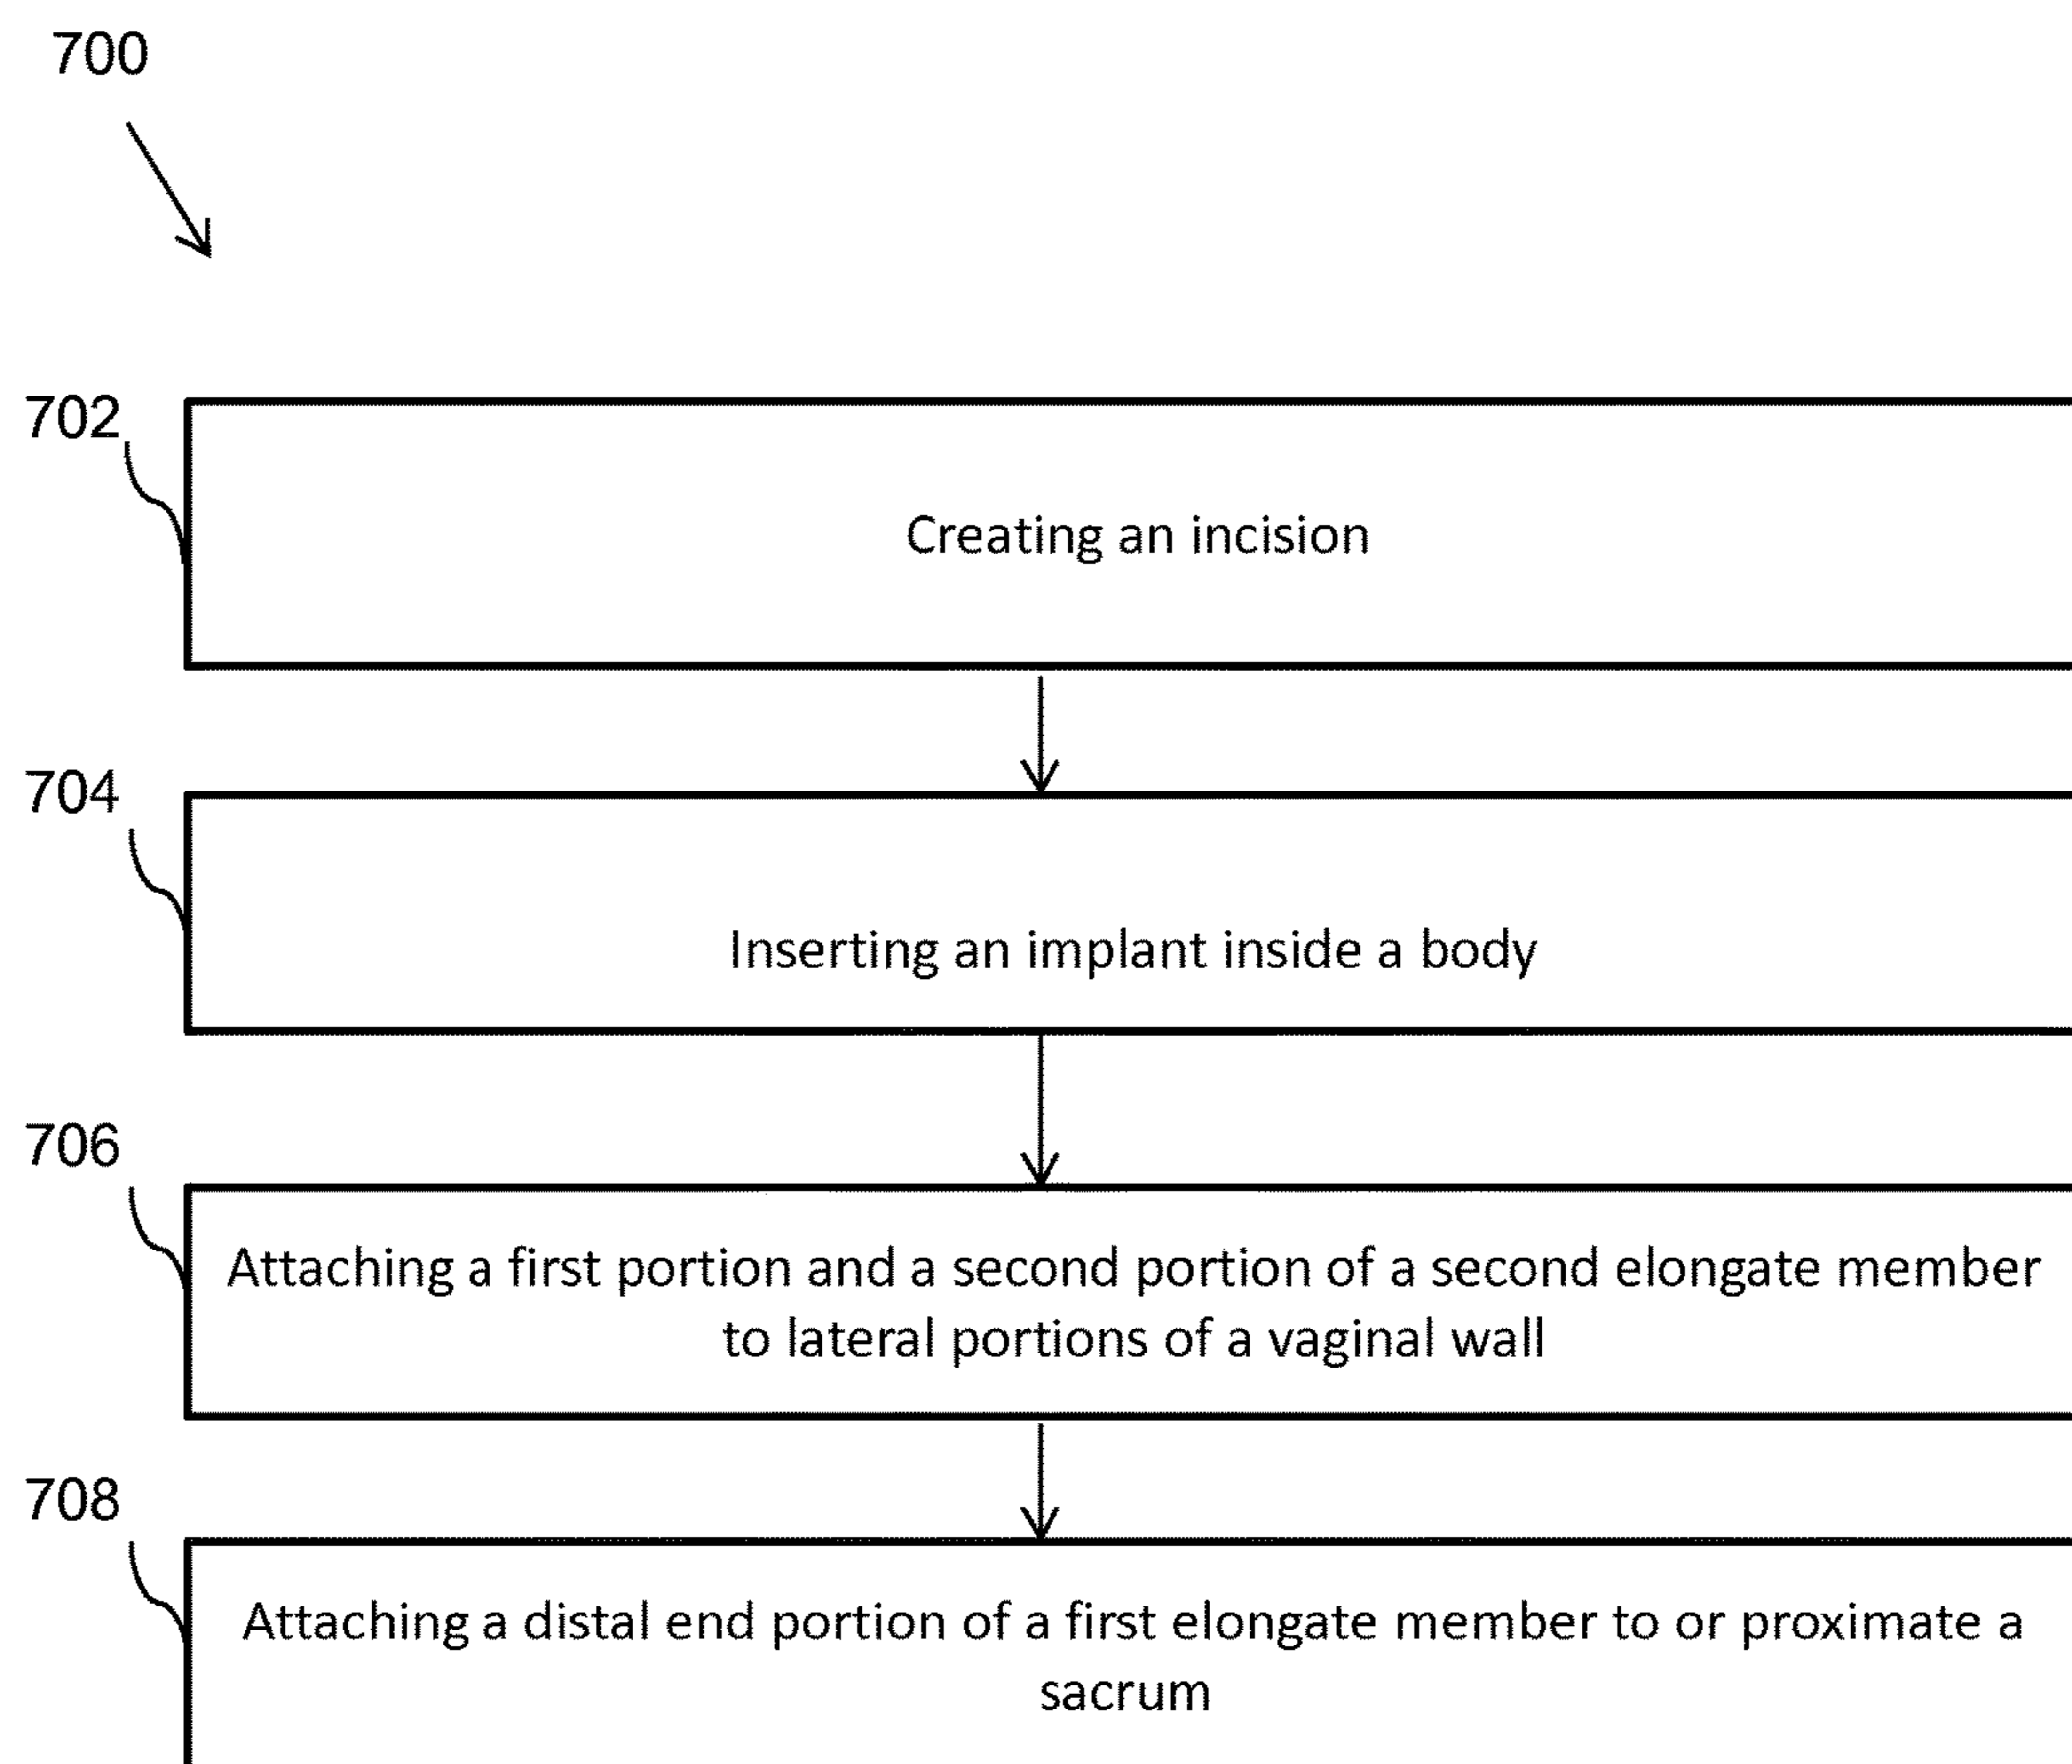 700
702
Creating an incision
704
Inserting an implant inside a body
706
Attaching a first portion and a second portion of a second elongate member
to lateral portions of a vaginal wall
708
Attaching a distal end portion of a first elongate member to or proximate a
sacrum